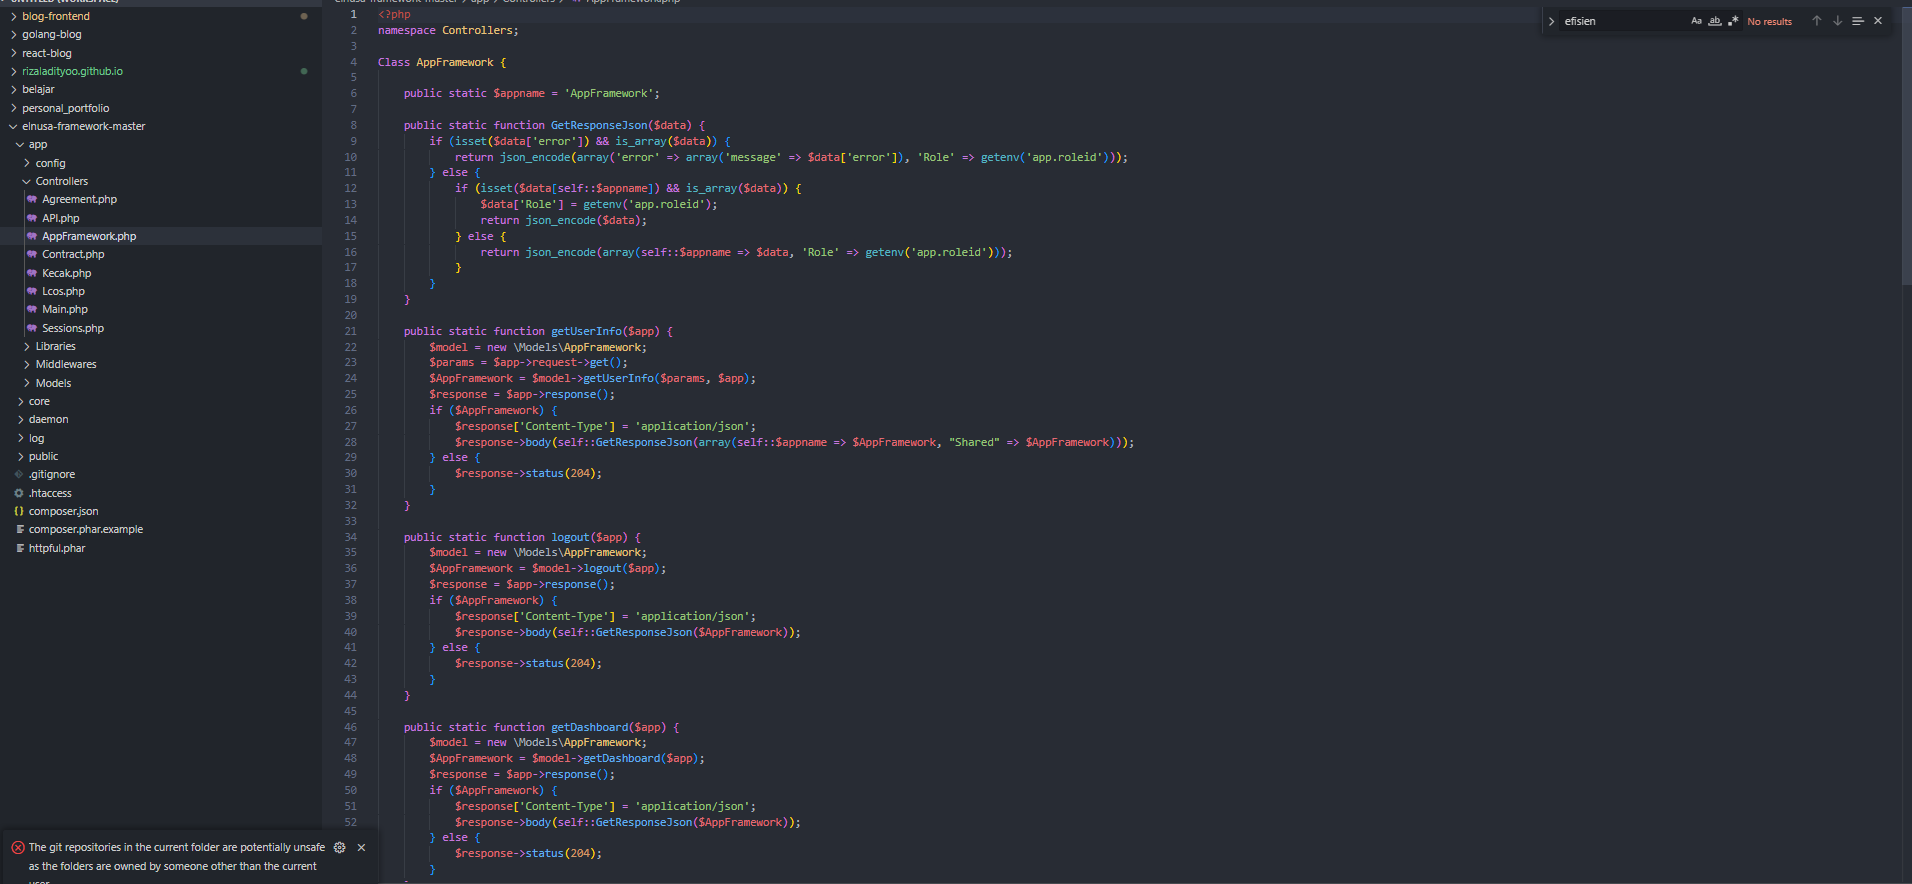 UNTITLED (WORKSPACE)
blog-frontend
golang-blog
react-blog
rizaladityoo.github.io
belajar
personal_portfolio
elnusa-framework-master
app
config
Controllers
Agreement.php
API.php
AppFramework.php
Contract.php
Kecak.php
Lcos.php
Main.php
Sessions.php
Libraries
Middlewares
Models
core
daemon
log
public
.gitignore
.htaccess
composer.json
composer.phar.example
httpful.phar
The git repositories in the current folder are potentially unsafe
as the folders are owned by someone other than the current
user.
elnusa-framework-master > app > Controllers > AppFramework.php
1 <?php
2 namespace Controllers;
3
4 Class AppFramework {
5
6     public static $appname = 'AppFramework';
7
8     public static function GetResponseJson($data) {
9         if (isset($data['error']) && is_array($data)) {
10             return json_encode(array('error' => array('message' => $data['error']), 'Role' => getenv('app.roleid')));
11         } else {
12             if (isset($data[self::$appname]) && is_array($data)) {
13                 $data['Role'] = getenv('app.roleid');
14                 return json_encode($data);
15             } else {
16                 return json_encode(array(self::$appname => $data, 'Role' => getenv('app.roleid')));
17             }
18         }
19     }
20
21     public static function getUserInfo($app) {
22         $model = new \Models\AppFramework;
23         $params = $app->request->get();
24         $AppFramework = $model->getUserInfo($params, $app);
25         $response = $app->response();
26         if ($AppFramework) {
27             $response['Content-Type'] = 'application/json';
28             $response->body(self::GetResponseJson(array(self::$appname => $AppFramework, "Shared" => $AppFramework)));
29         } else {
30             $response->status(204);
31         }
32     }
33
34     public static function logout($app) {
35         $model = new \Models\AppFramework;
36         $AppFramework = $model->logout($app);
37         $response = $app->response();
38         if ($AppFramework) {
39             $response['Content-Type'] = 'application/json';
40             $response->body(self::GetResponseJson($AppFramework));
41         } else {
42             $response->status(204);
43         }
44     }
45
46     public static function getDashboard($app) {
47         $model = new \Models\AppFramework;
48         $AppFramework = $model->getDashboard($app);
49         $response = $app->response();
50         if ($AppFramework) {
51             $response['Content-Type'] = 'application/json';
52             $response->body(self::GetResponseJson($AppFramework));
        } else {
            $response->status(204);
        }
efisien Aa ab .* No results